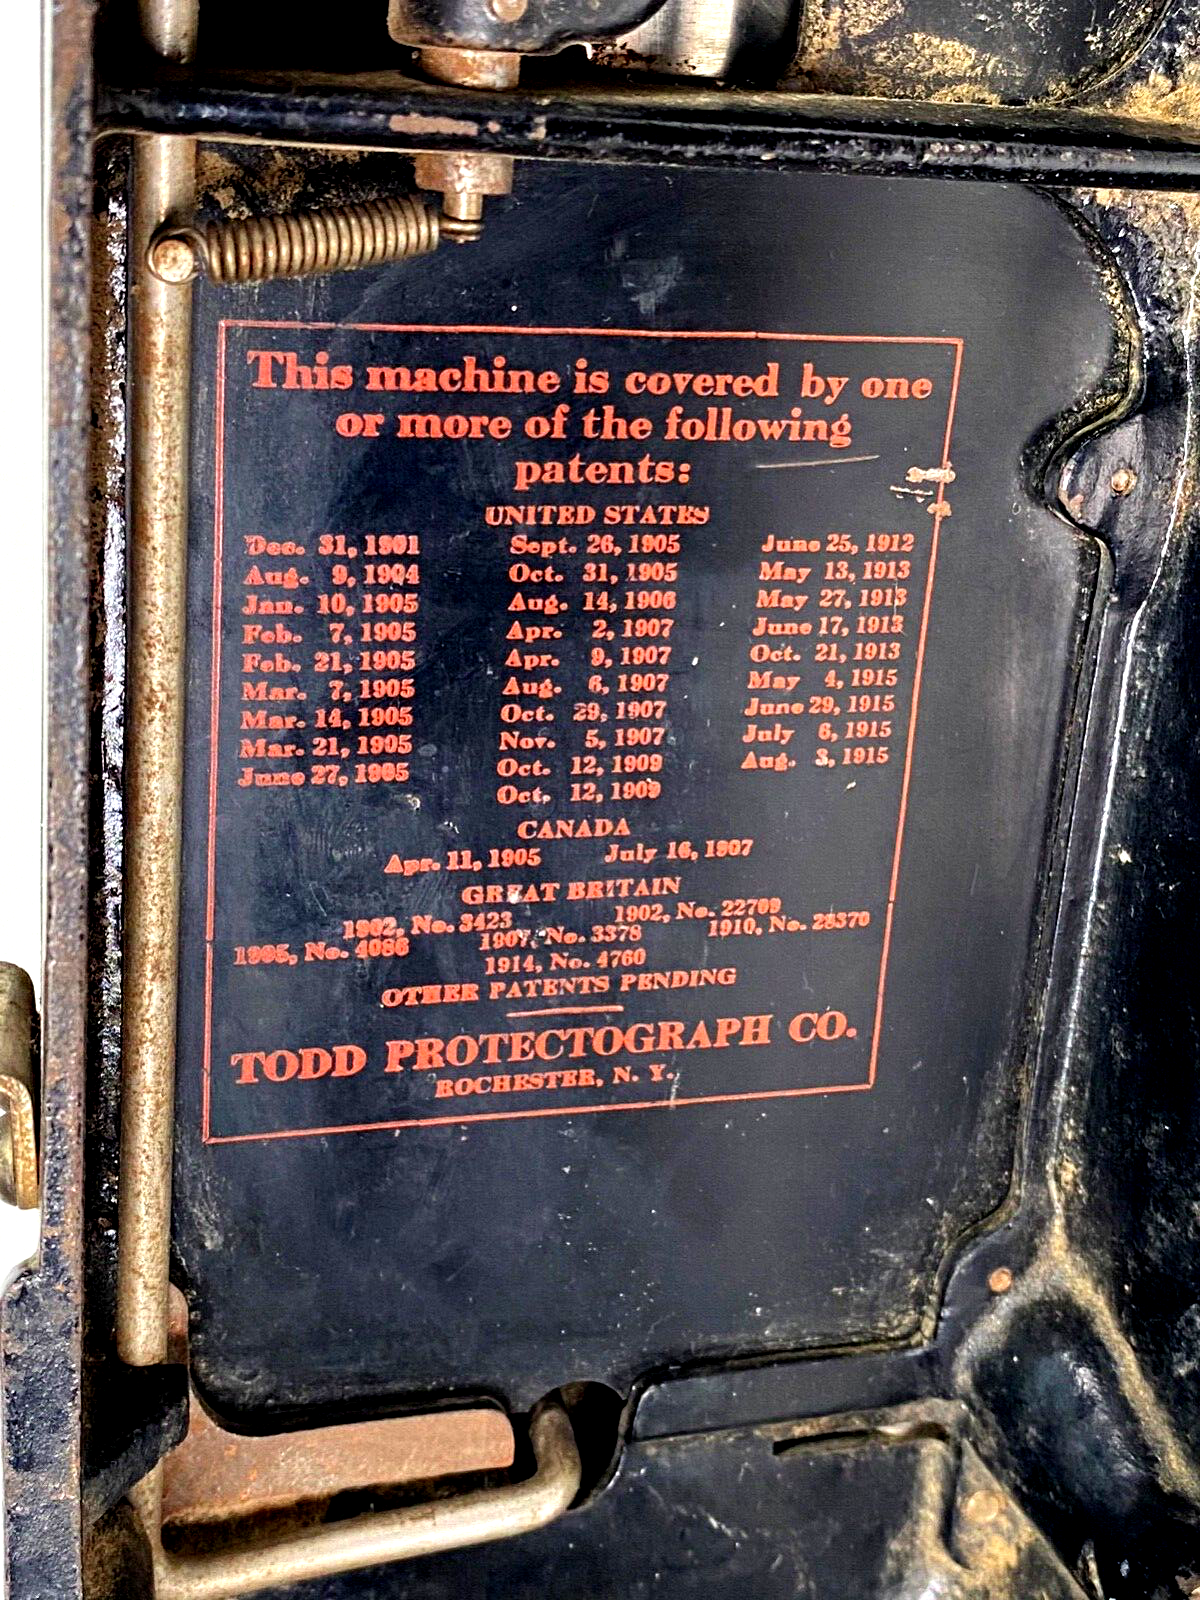 This machine is covered by one
or more of the following
patents:
UNITED STATES
Dec. 31, 1901 Sept. 26, 1905 June 25, 1912
Aug. 9, 1904 Oct. 31, 1905 May 13, 1913
Jan. 10, 1905 Aug. 14, 1906 May 27, 1913
Feb. 7, 1905 Apr. 2, 1907 June 17, 1913
Feb. 21, 1905 Apr. 9, 1907 Oct. 21, 1913
Mar. 7, 1905 Aug. 6, 1907 May 4, 1915
Mar. 14, 1905 Oct. 29, 1907 June 29, 1915
Mar. 21, 1905 Nov. 5, 1907 July 6, 1915
June 27, 1905 Oct. 12, 1909 Aug. 3, 1915
Oct. 12, 1909
CANADA
Apr. 11, 1905 July 16, 1907
GREAT BRITAIN
1902, No. 3423 1902, No. 22709
1905, No. 4086 1907, No. 3378 1910, No. 28370
1914, No. 4760
OTHER PATENTS PENDING
TODD PROTECTOGRAPH CO.
ROCHESTER, N. Y.